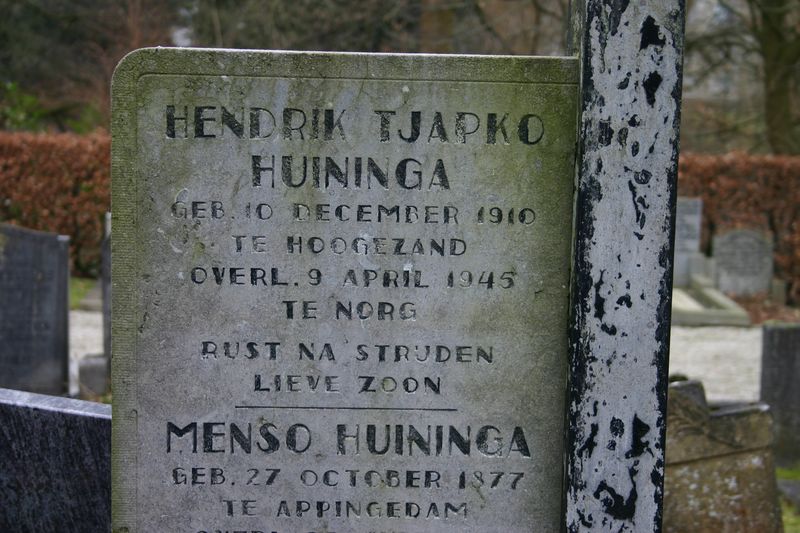 HENDRIK TJAPKO
HUININGA
GEB. 10 DECEMBER 1910
TE HOOGEZAND
OVERL. 9 APRIL 1945
TE NORG
RUST NA STRIJDEN
LIEVE ZOON
MENSO HUININGA
GEB. 27 OCTOBER 1877
TE APPINGEDAM
OVERL.